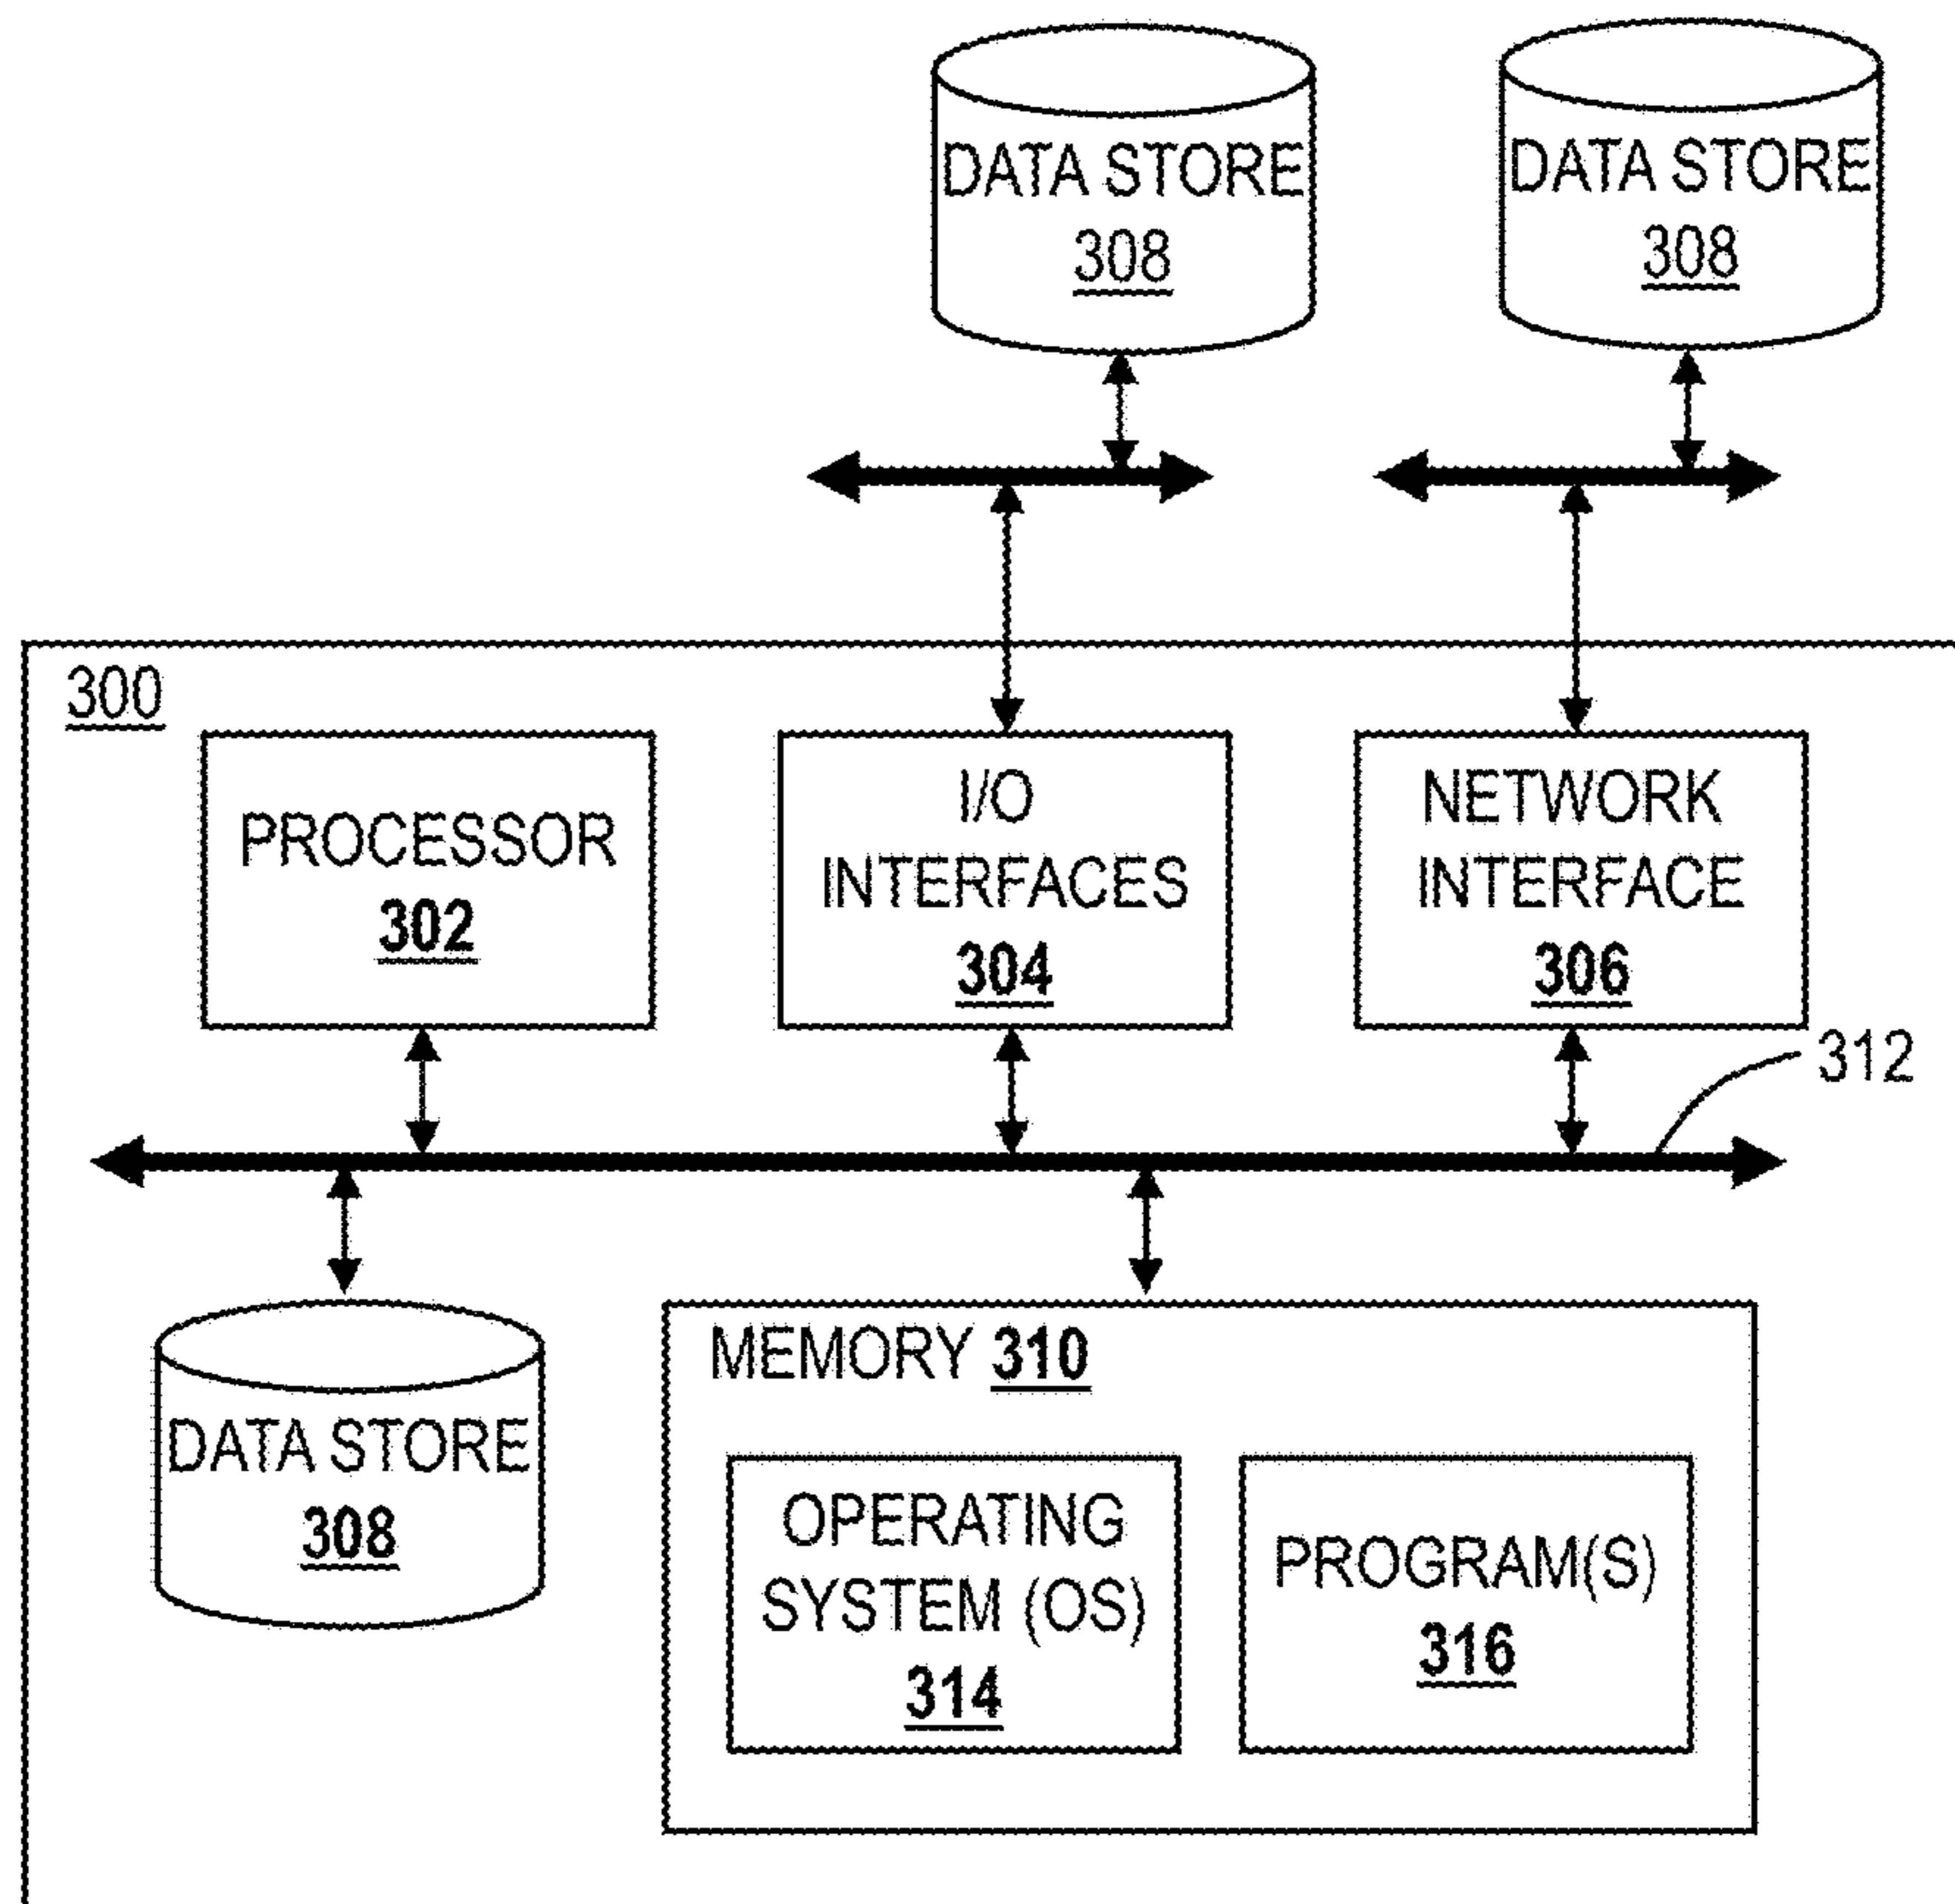 DATA STORE
308
DATA STORE
308
300
PROCESSOR
302
I/O
INTERFACES
304
NETWORK
INTERFACE
306
312
DATA STORE
308
MEMORY 310
OPERATING
SYSTEM (OS)
314
PROGRAM(S)
316